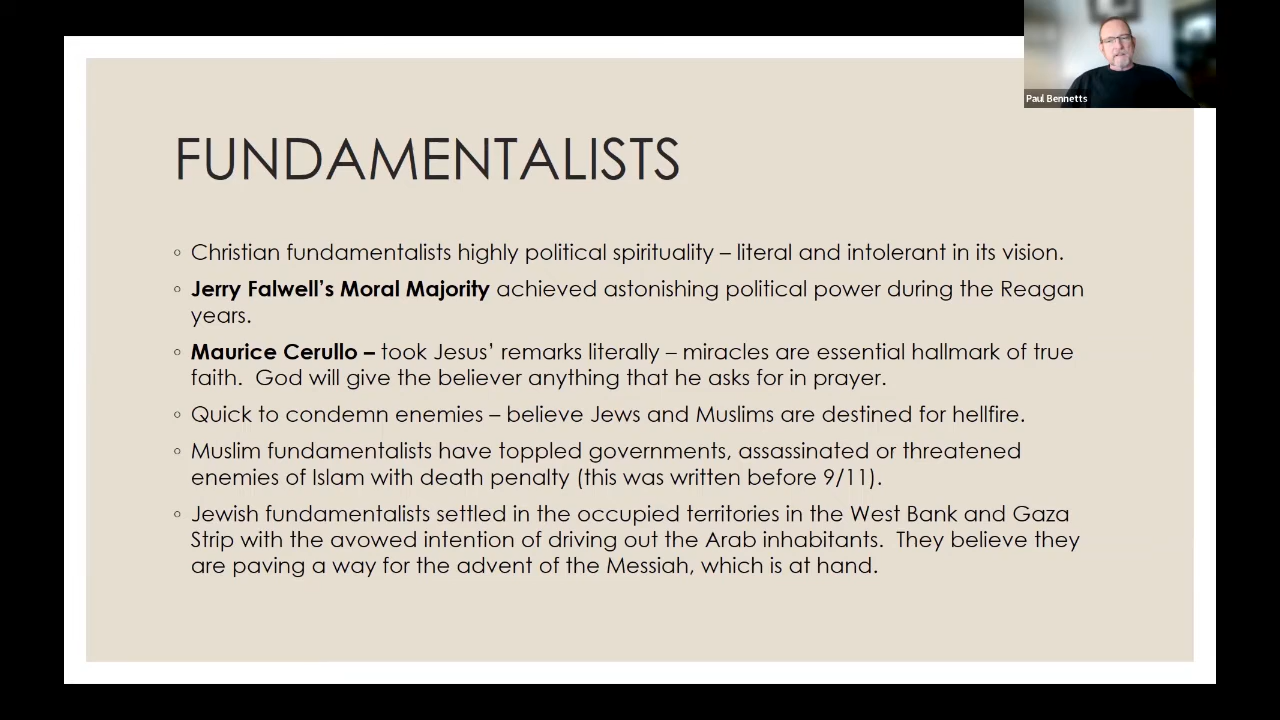 Paul Bennetts
FUNDAMENTALISTS
◦ Christian fundamentalists highly political spirituality – literal and intolerant in its vision.
◦ Jerry Falwell's Moral Majority achieved astonishing political power during the Reagan
years.
◦ Maurice Cerullo – took Jesus' remarks literally – miracles are essential hallmark of true
faith.  God will give the believer anything that he asks for in prayer.
◦ Quick to condemn enemies – believe Jews and Muslims are destined for hellfire.
◦ Muslim fundamentalists have toppled governments, assassinated or threatened
enemies of Islam with death penalty (this was written before 9/11).
◦ Jewish fundamentalists settled in the occupied territories in the West Bank and Gaza
Strip with the avowed intention of driving out the Arab inhabitants.  They believe they
are paving a way for the advent of the Messiah, which is at hand.